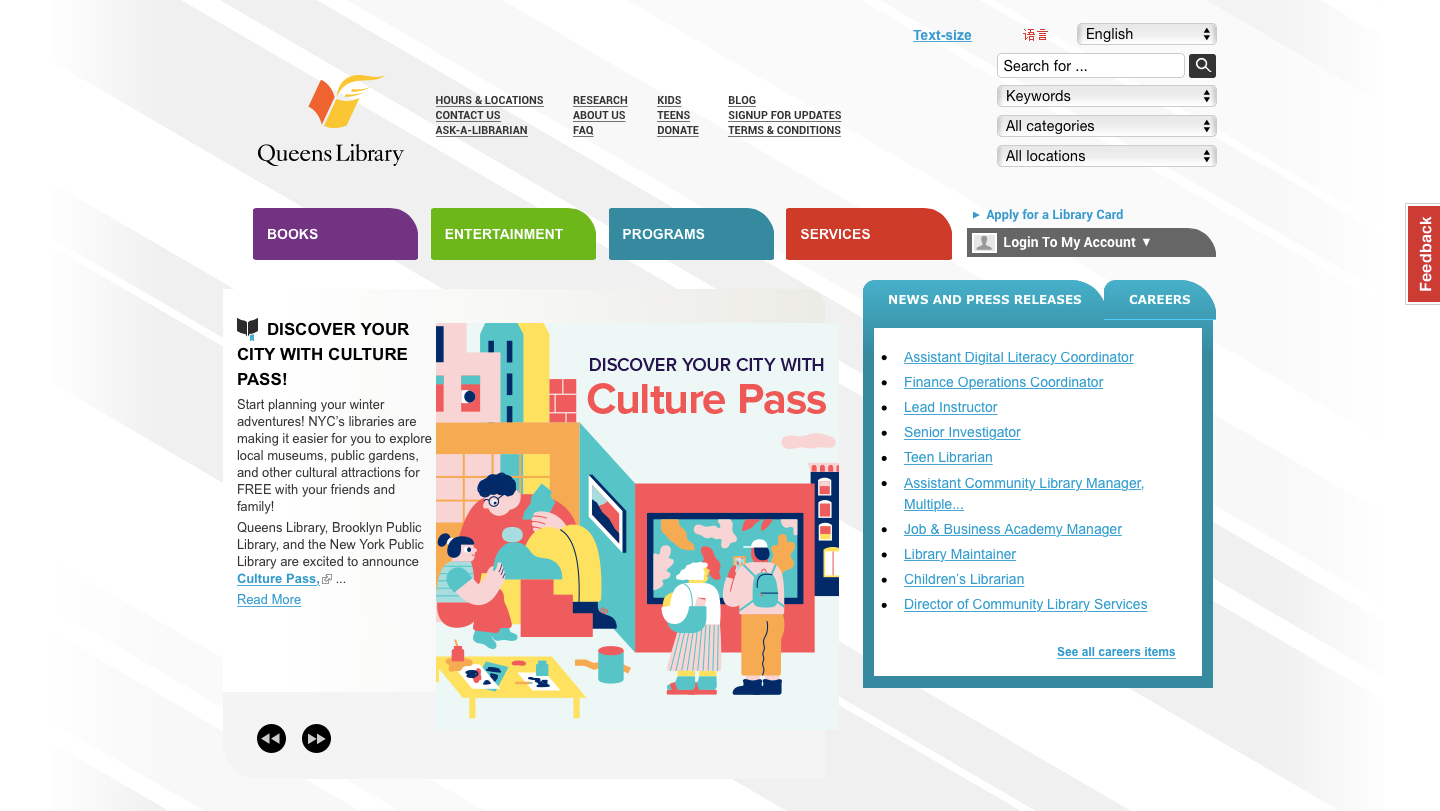 Text-size
语言
English
Search for ...
Keywords
All categories
All locations
Queens Library
HOURS & LOCATIONS
CONTACT US
ASK-A-LIBRARIAN
RESEARCH
ABOUT US
FAQ
KIDS
TEENS
DONATE
BLOG
SIGNUP FOR UPDATES
TERMS & CONDITIONS
BOOKS
ENTERTAINMENT
PROGRAMS
SERVICES
Apply for a Library Card
Login To My Account ▼
Feedback
DISCOVER YOUR
CITY WITH CULTURE
PASS!
Start planning your winter
adventures! NYC’s libraries are
making it easier for you to explore
local museums, public gardens,
and other cultural attractions for
FREE with your friends and
family!
Queens Library, Brooklyn Public
Library, and the New York Public
Library are excited to announce
Culture Pass, ...
Read More
DISCOVER YOUR CITY WITH
Culture Pass
NEWS AND PRESS RELEASES
CAREERS
Assistant Digital Literacy Coordinator
Finance Operations Coordinator
Lead Instructor
Senior Investigator
Teen Librarian
Assistant Community Library Manager,
Multiple...
Job & Business Academy Manager
Library Maintainer
Children’s Librarian
Director of Community Library Services
See all careers items